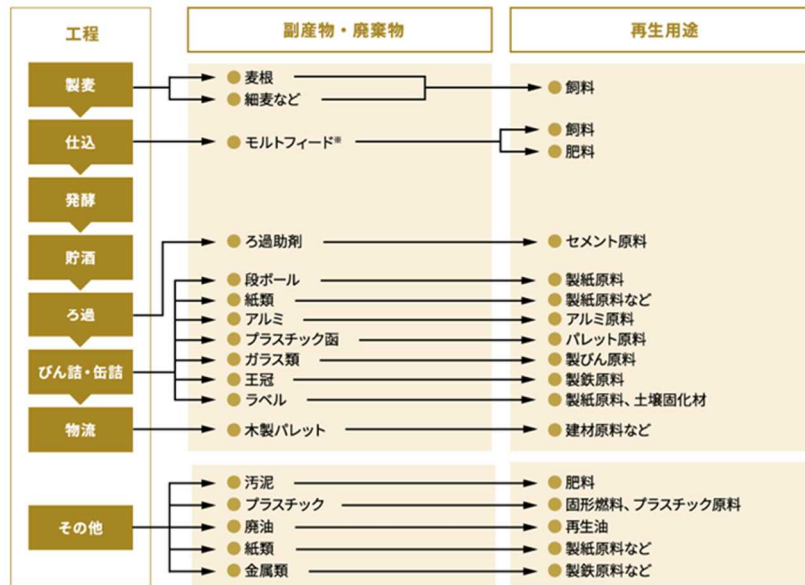 工程
副産物・廃棄物
再生用途
製麦
麦根
細麦など
飼料
仕込
モルトフィード※
飼料
肥料
発酵
貯酒
ろ過
ろ過助剤
セメント原料
びん詰・缶詰
段ボール
製紙原料
紙類
製紙原料など
アルミ
アルミ原料
プラスチック函
パレット原料
ガラス類
製びん原料
王冠
製鉄原料
ラベル
製紙原料、土壌固化材
物流
木製パレット
建材原料など
その他
汚泥
肥料
プラスチック
固形燃料、プラスチック原料
廃油
再生油
紙類
製紙原料など
金属類
製鉄原料など